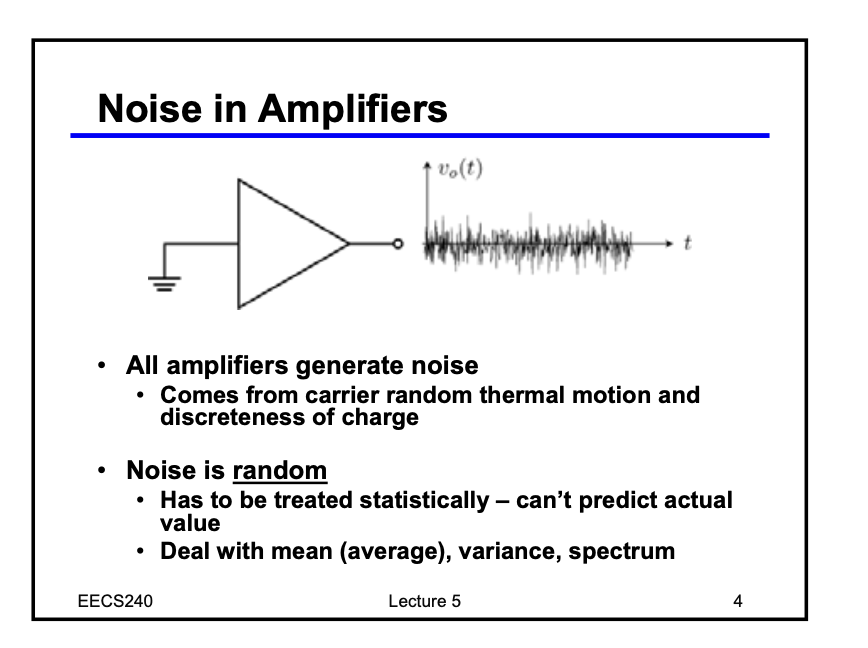 Noise in Amplifiers
v_o(t)
t
• All amplifiers generate noise
• Comes from carrier random thermal motion and
discreteness of charge
• Noise is random
• Has to be treated statistically – can’t predict actual
value
• Deal with mean (average), variance, spectrum
EECS240 Lecture 5 4